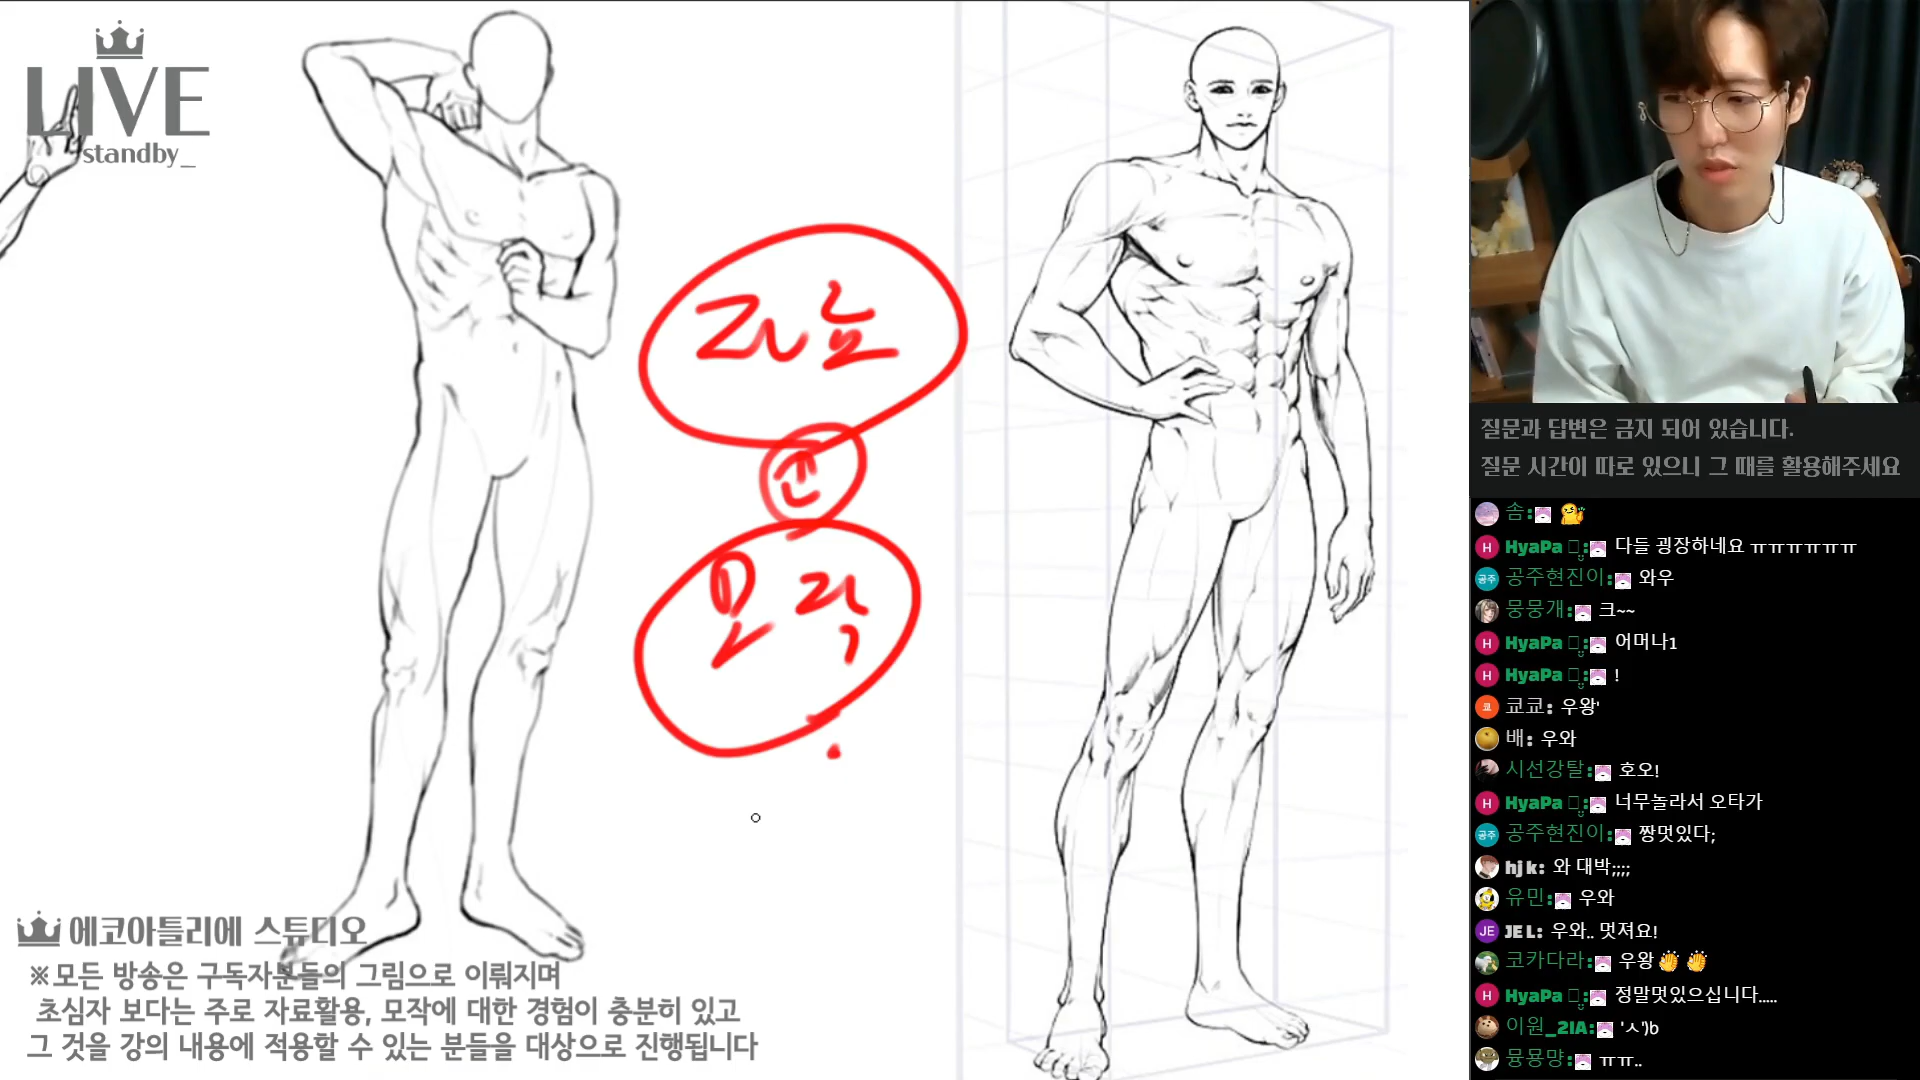 LIVE
standby_
에코아틀리에 스튜디오
※모든 방송은 구독자분들의 그림으로 이뤄지며
초심자 보다는 주로 자료활용, 모작에 대한 경험이 충분히 있고
그 것을 강의 내용에 적용할 수 있는 분들을 대상으로 진행됩니다
질문과 답변은 금지 되어 있습니다.
질문 시간이 따로 있으니 그 때를 활용해주세요
솜:
HyaPa : 다들 굉장하네요 ㅠㅠㅠㅠㅠㅠ
공주현진이: 와우
뭉뭉개: 크~~
HyaPa : 어머나1
HyaPa : !
쿄쿄: 우왕'
배: 우와
시선강탈: 호오!
HyaPa : 너무놀라서 오타가
공주현진이: 짱멋있다;
hjk: 와 대박;;;;
유민: 우와
JEL: 우와.. 멋져요!
코카다라: 우왕👏 👏
HyaPa : 정말멋있으십니다.....
이원_2IA: 'ㅅ')b
뮹묭먕: ㅠㅠ..